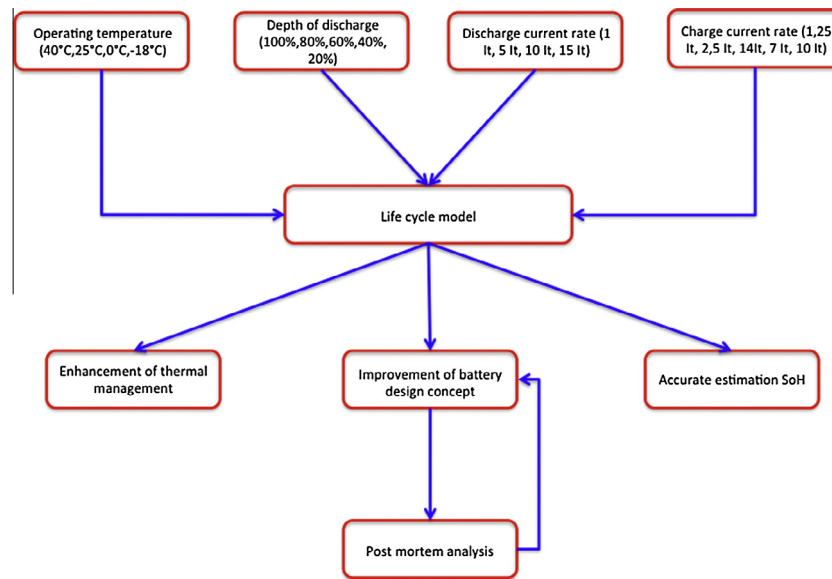 Operating temperature
(40°C,25°C,0°C,-18°C)
Depth of discharge
(100%,80%,60%,40%,
20%)
Discharge current rate (1
It, 5 It, 10 It, 15 It)
Charge current rate (1,25
It, 2,5 It, 14It, 7 It, 10 It)
Life cycle model
Enhancement of thermal
management
Improvement of battery
design concept
Accurate estimation SoH
Post mortem analysis